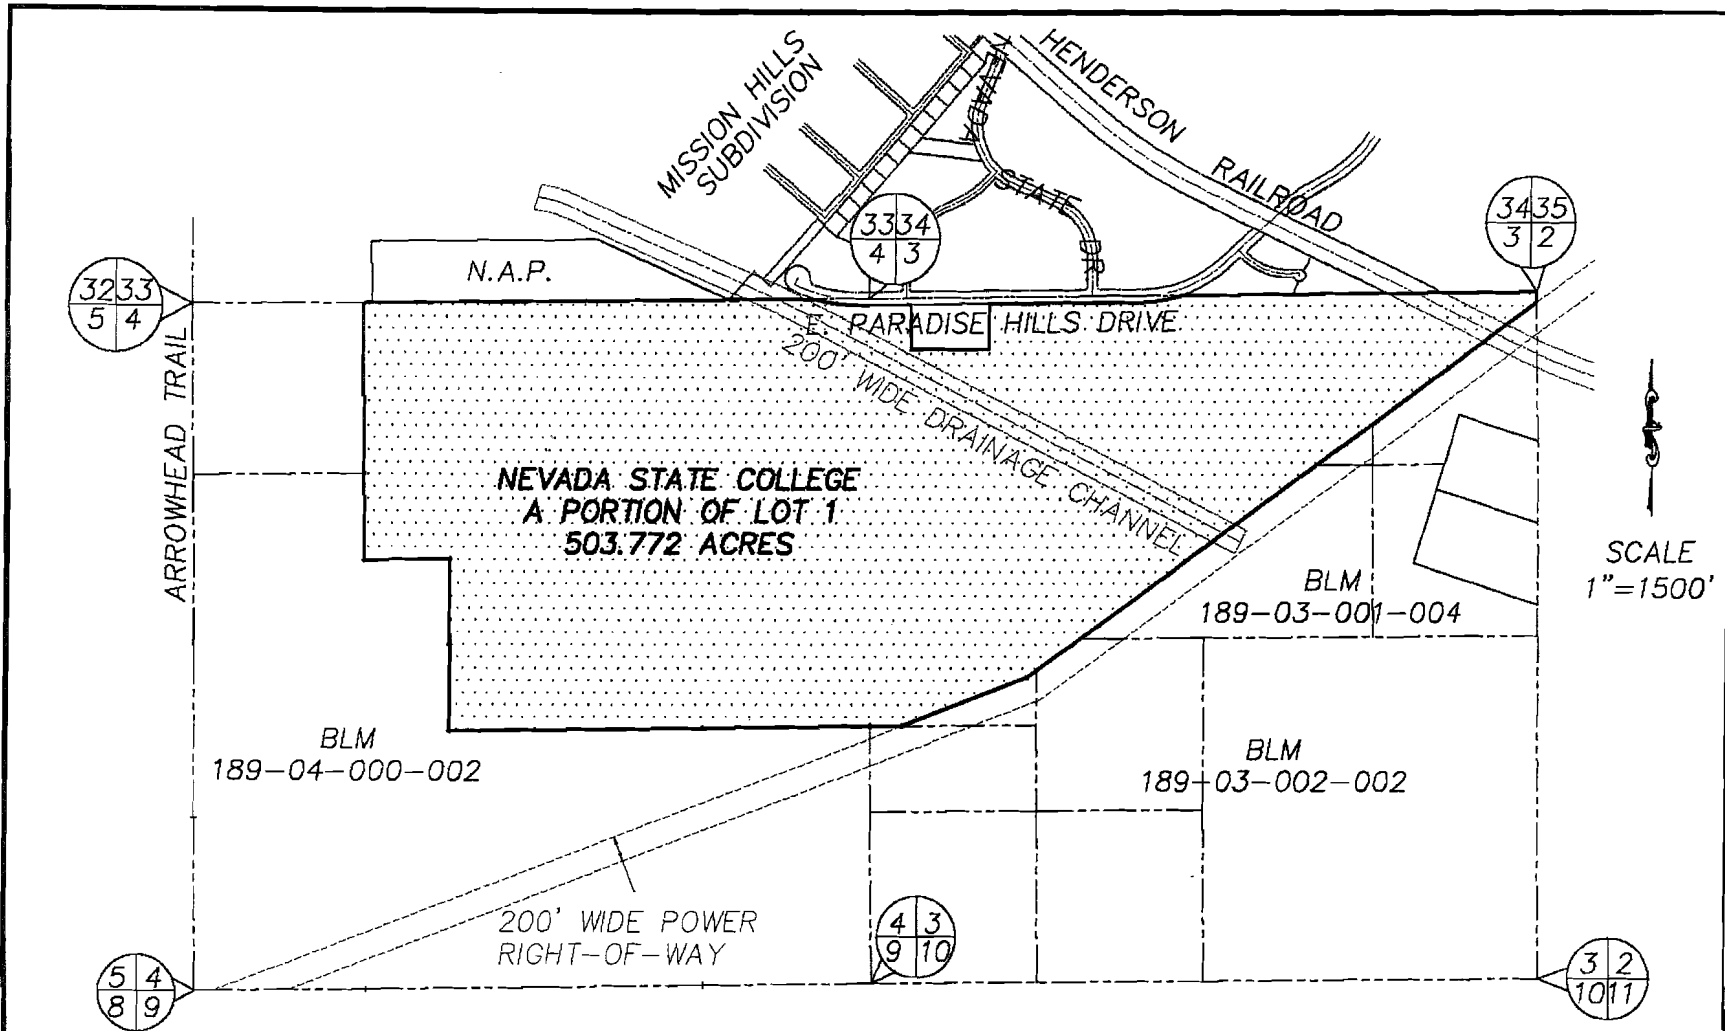 MISSION HILLS
SUBDIVISION
HENDERSON RAILROAD
NEVADA STATE DR
33 34
4 3
34 35
3 2
32 33
5 4
N.A.P.
E. PARADISE HILLS DRIVE
200' WIDE DRAINAGE CHANNEL
ARROWHEAD TRAIL
NEVADA STATE COLLEGE
A PORTION OF LOT 1
503.772 ACRES
SCALE
1"=1500'
BLM
189-03-001-004
BLM
189-04-000-002
BLM
189-03-002-002
200' WIDE POWER
RIGHT-OF-WAY
5 4
8 9
4 3
9 10
3 2
10 11